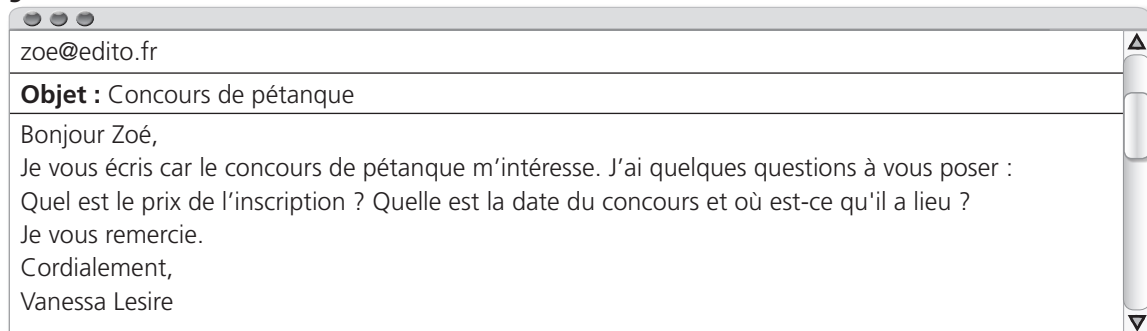 zoe@edito.fr
Objet : Concours de pétanque
Bonjour Zoé,
Je vous écris car le concours de pétanque m’intéresse. J’ai quelques questions à vous poser :
Quel est le prix de l’inscription ? Quelle est la date du concours et où est-ce qu'il a lieu ?
Je vous remercie.
Cordialement,
Vanessa Lesire